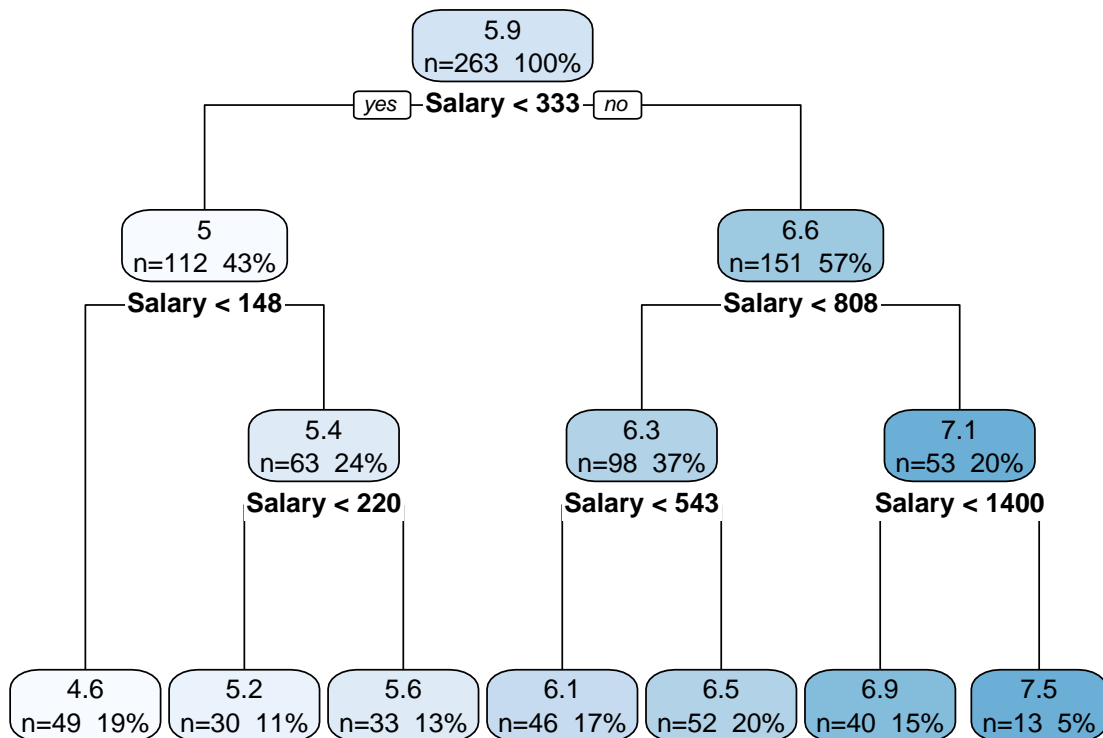 5.9
n=263 100%
yes Salary < 333 no
5
n=112 43%
6.6
n=151 57%
Salary < 148
Salary < 808
5.4
n=63 24%
6.3
n=98 37%
7.1
n=53 20%
Salary < 220
Salary < 543
Salary < 1400
4.6
n=49 19%
5.2
n=30 11%
5.6
n=33 13%
6.1
n=46 17%
6.5
n=52 20%
6.9
n=40 15%
7.5
n=13 5%